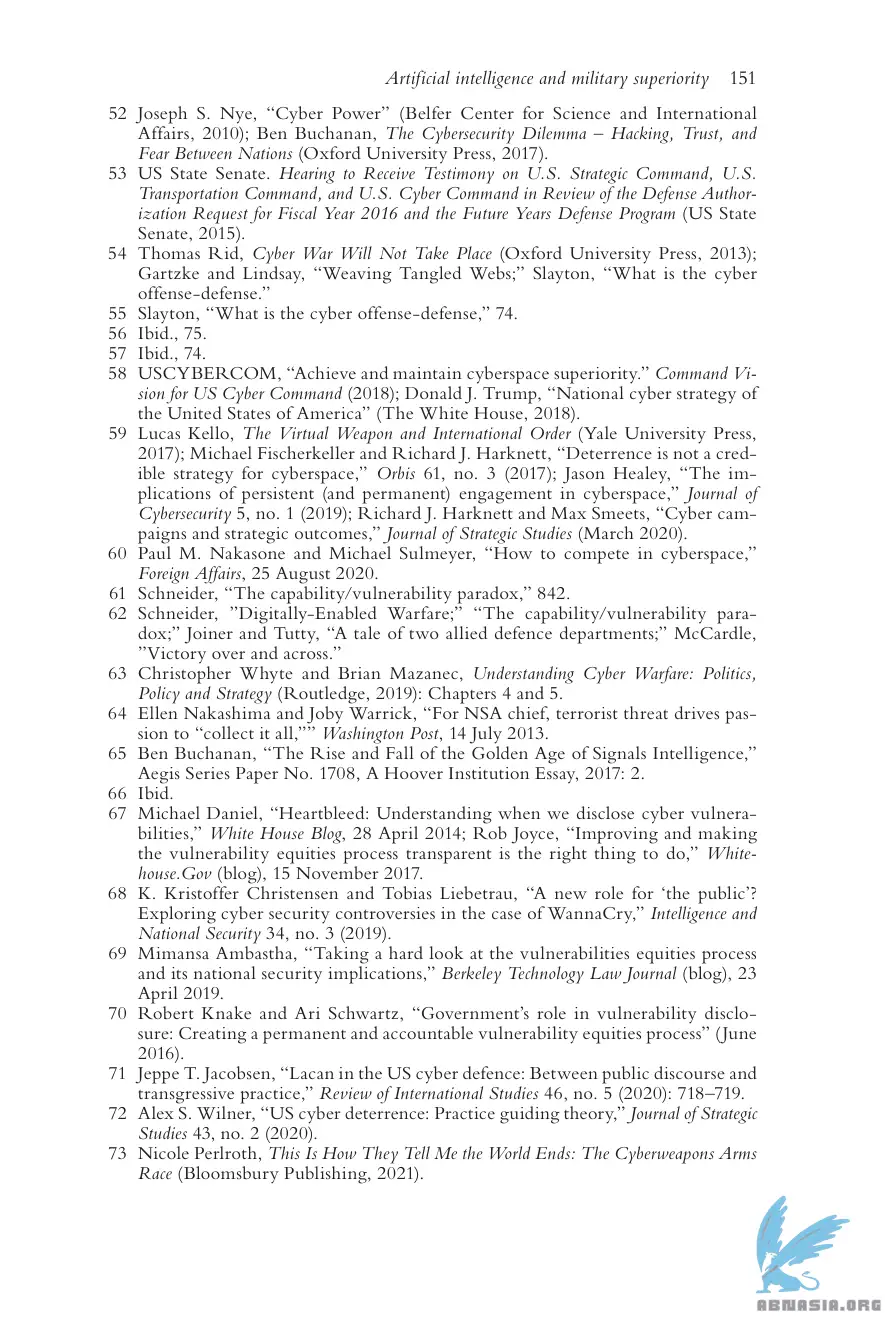 Artificial intelligence and military superiority 151
52 Joseph S. Nye, “Cyber Power” (Belfer Center for Science and International
Affairs, 2010); Ben Buchanan, The Cybersecurity Dilemma – Hacking, Trust, and
Fear Between Nations (Oxford University Press, 2017).
53 US State Senate. Hearing to Receive Testimony on U.S. Strategic Command, U.S.
Transportation Command, and U.S. Cyber Command in Review of the Defense Author-
ization Request for Fiscal Year 2016 and the Future Years Defense Program (US State
Senate, 2015).
54 Thomas Rid, Cyber War Will Not Take Place (Oxford University Press, 2013);
Gartzke and Lindsay, “Weaving Tangled Webs;” Slayton, “What is the cyber
offense-defense.”
55 Slayton, “What is the cyber offense-defense,” 74.
56 Ibid., 75.
57 Ibid., 74.
58 USCYBERCOM, “Achieve and maintain cyberspace superiority.” Command Vi-
sion for US Cyber Command (2018); Donald J. Trump, “National cyber strategy of
the United States of America” (The White House, 2018).
59 Lucas Kello, The Virtual Weapon and International Order (Yale University Press,
2017); Michael Fischerkeller and Richard J. Harknett, “Deterrence is not a cred-
ible strategy for cyberspace,” Orbis 61, no. 3 (2017); Jason Healey, “The im-
plications of persistent (and permanent) engagement in cyberspace,” Journal of
Cybersecurity 5, no. 1 (2019); Richard J. Harknett and Max Smeets, “Cyber cam-
paigns and strategic outcomes,” Journal of Strategic Studies (March 2020).
60 Paul M. Nakasone and Michael Sulmeyer, “How to compete in cyberspace,”
Foreign Affairs, 25 August 2020.
61 Schneider, “The capability/vulnerability paradox,” 842.
62 Schneider, ”Digitally-Enabled Warfare;” “The capability/vulnerability para-
dox;” Joiner and Tutty, “A tale of two allied defence departments;” McCardle,
”Victory over and across.”
63 Christopher Whyte and Brian Mazanec, Understanding Cyber Warfare: Politics,
Policy and Strategy (Routledge, 2019): Chapters 4 and 5.
64 Ellen Nakashima and Joby Warrick, “For NSA chief, terrorist threat drives pas-
sion to “collect it all,”” Washington Post, 14 July 2013.
65 Ben Buchanan, “The Rise and Fall of the Golden Age of Signals Intelligence,”
Aegis Series Paper No. 1708, A Hoover Institution Essay, 2017: 2.
66 Ibid.
67 Michael Daniel, “Heartbleed: Understanding when we disclose cyber vulnera-
bilities,” White House Blog, 28 April 2014; Rob Joyce, “Improving and making
the vulnerability equities process transparent is the right thing to do,” White-
house.Gov (blog), 15 November 2017.
68 K. Kristoffer Christensen and Tobias Liebetrau, “A new role for ‘the public’?
Exploring cyber security controversies in the case of WannaCry,” Intelligence and
National Security 34, no. 3 (2019).
69 Mimansa Ambastha, “Taking a hard look at the vulnerabilities equities process
and its national security implications,” Berkeley Technology Law Journal (blog), 23
April 2019.
70 Robert Knake and Ari Schwartz, “Government’s role in vulnerability disclo-
sure: Creating a permanent and accountable vulnerability equities process” (June
2016).
71 Jeppe T. Jacobsen, “Lacan in the US cyber defence: Between public discourse and
transgressive practice,” Review of International Studies 46, no. 5 (2020): 718–719.
72 Alex S. Wilner, “US cyber deterrence: Practice guiding theory,” Journal of Strategic
Studies 43, no. 2 (2020).
73 Nicole Perlroth, This Is How They Tell Me the World Ends: The Cyberweapons Arms
Race (Bloomsbury Publishing, 2021).
ABNASIA.ORG